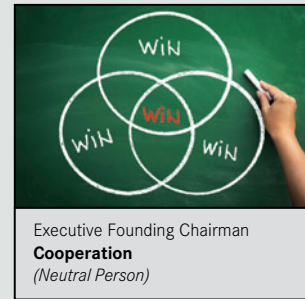 WiN
WiN
WiN
WiN
Executive Founding Chairman
Cooperation
(Neutral Person)